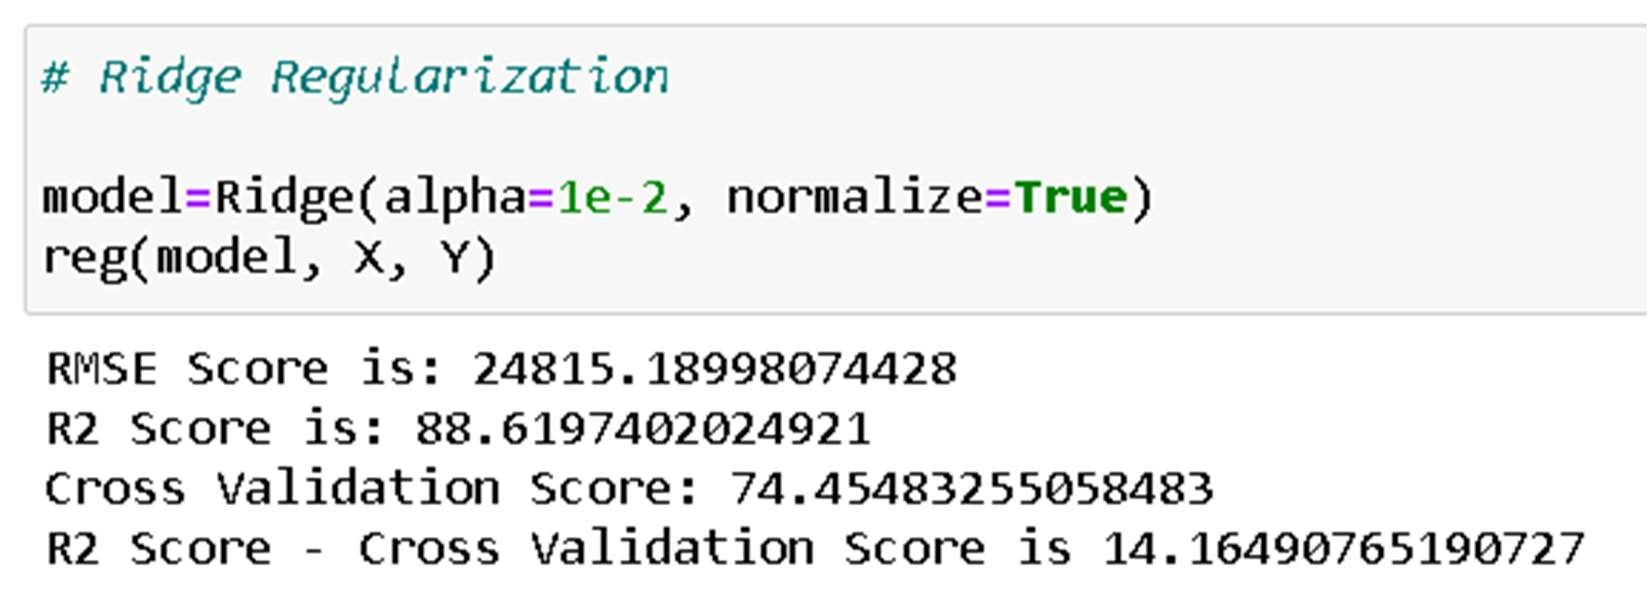 # Ridge Regularization
model=Ridge(alpha=1e-2, normalize=True)
reg(model, X, Y)
RMSE Score is: 24815.18998074428
R2 Score is: 88.6197402024921
Cross Validation Score: 74.45483255058483
R2 Score - Cross Validation Score is 14.16490765190727